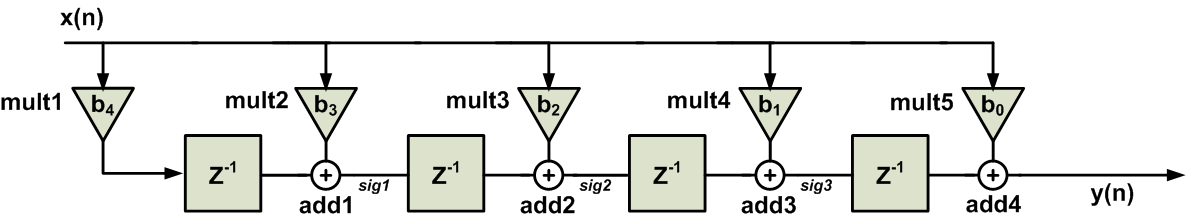 x(n)
mult1 b4 mult2 b3 mult3 b2 mult4 b1 mult5 b0
Z-1 + sig1 Z-1 + sig2 Z-1 + sig3 Z-1 +
add1 add2 add3 add4 y(n)